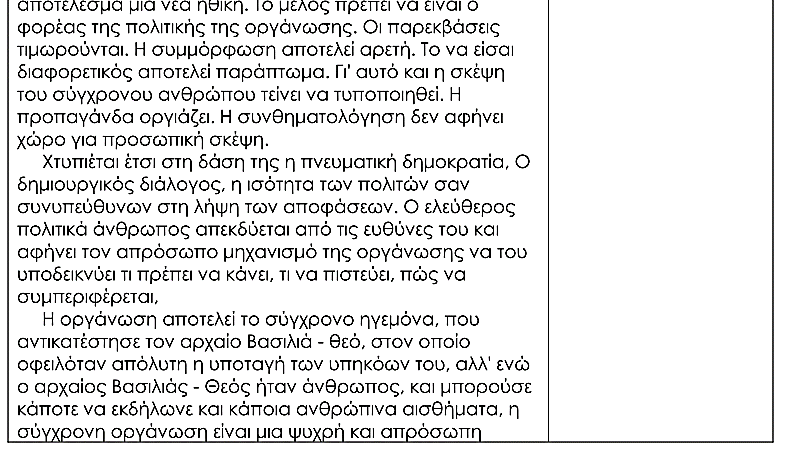 αποτέλεσμα μια νέα ηθική. Το μέλος πρέπει να είναι ο
φορέας της πολιτικής της οργάνωσης. Οι παρεκβάσεις
τιμωρούνται. Η συμμόρφωση αποτελεί αρετή. Το να είσαι
διαφορετικός αποτελεί παράπτωμα. Γι' αυτό και η σκέψη
του σύγχρονου ανθρώπου τείνει να τυποποιηθεί. Η
προπαγάνδα οργιάζει. Η συνθηματολόγηση δεν αφήνει
χώρο για προσωπική σκέψη.
Χτυπιέται έτσι στη δάση της η πνευματική δημοκρατία, Ο
δημιουργικός διάλογος, η ισότητα των πολιτών σαν
συνυπεύθυνων στη λήψη των αποφάσεων. Ο ελεύθερος
πολιτικά άνθρωπος απεκδύεται από τις ευθύνες του και
αφήνει τον απρόσωπο μηχανισμό της οργάνωσης να του
υποδεικνύει τι πρέπει να κάνει, τι να πιστεύει, πώς να
συμπεριφέρεται,
Η οργάνωση αποτελεί το σύγχρονο ηγεμόνα, που
αντικατέστησε τον αρχαίο Βασιλιά - θεό, στον οποίο
οφειλόταν απόλυτη η υποταγή των υπηκόων του, αλλ' ενώ
ο αρχαίος Βασιλιάς - Θεός ήταν άνθρωπος, και μπορούσε
κάποτε να εκδήλωνε και κάποια ανθρώπινα αισθήματα, η
σύγχρονη οργάνωση είναι μια ψυχρή και απρόσωπη